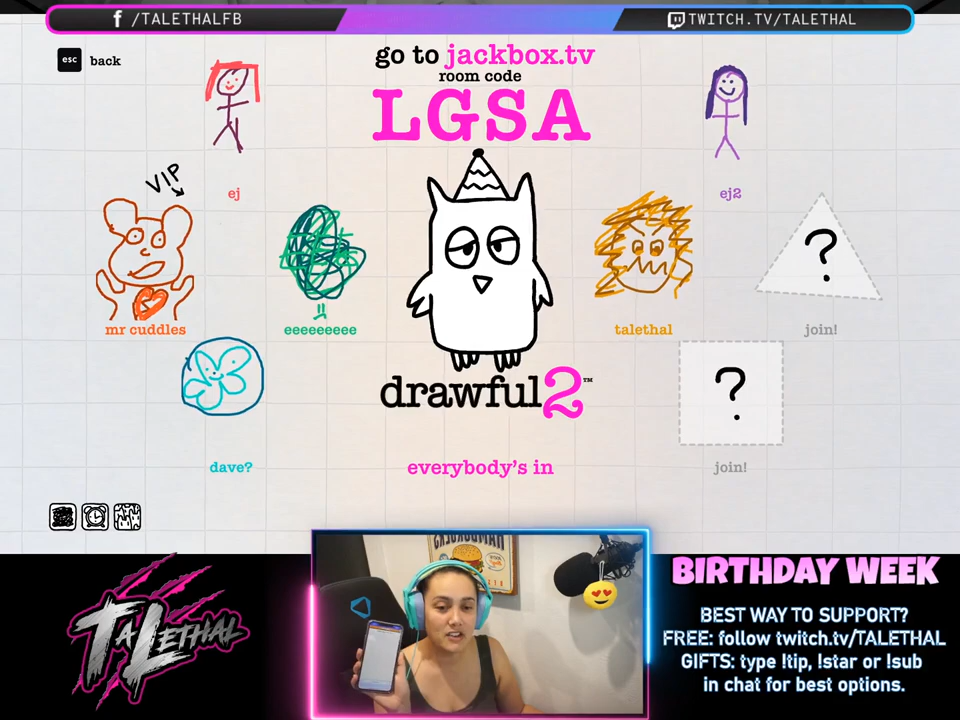 /TALETHALFB
TWITCH.TV/TALETHAL
esc back
go to jackbox.tv
room code
LGSA
VIP
ej
ej2
mr cuddles
eeeeeeeee
talethal
?
join!
drawful 2™
?
dave?
everybody's in
join!
TALETHAL
BIRTHDAY WEEK
BEST WAY TO SUPPORT?
FREE: follow twitch.tv/TALETHAL
GIFTS: type !tip, !star or !sub
in chat for best options.